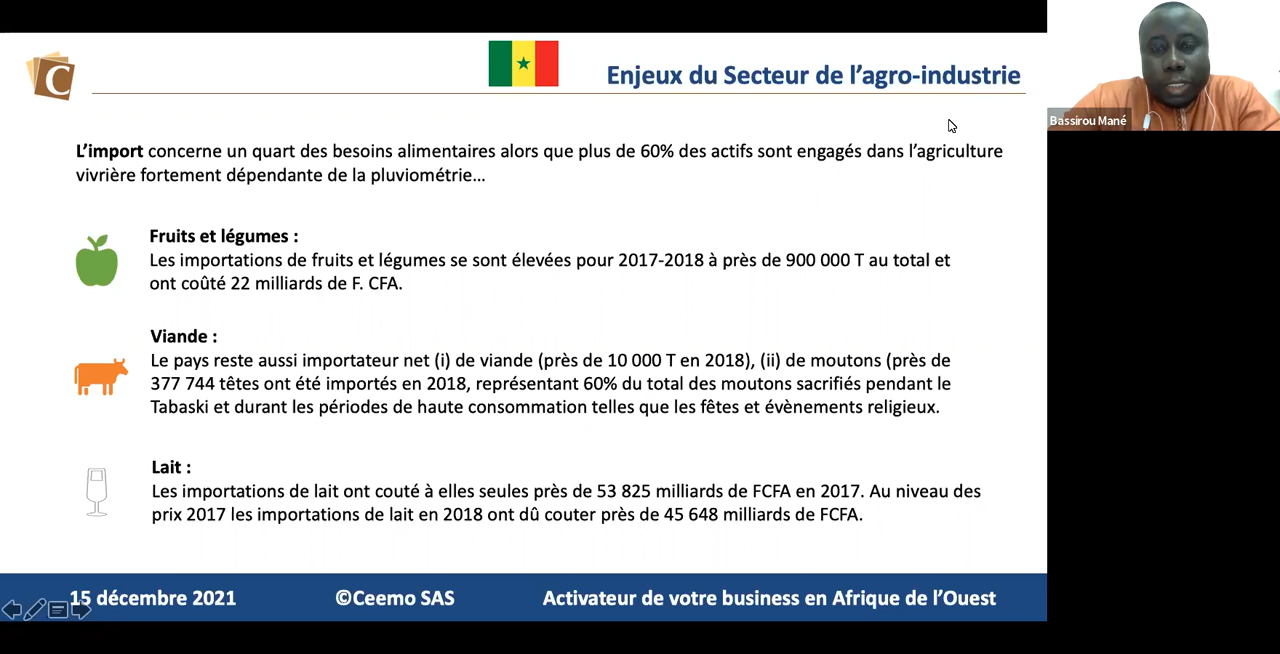 C
Enjeux du Secteur de l’agro-industrie
Bassirou Mané
L’import concerne un quart des besoins alimentaires alors que plus de 60% des actifs sont engagés dans l’agriculture
vivrière fortement dépendante de la pluviométrie…
Fruits et légumes :
Les importations de fruits et légumes se sont élevées pour 2017-2018 à près de 900 000 T au total et
ont coûté 22 milliards de F. CFA.
Viande :
Le pays reste aussi importateur net (i) de viande (près de 10 000 T en 2018), (ii) de moutons (près de
377 744 têtes ont été importés en 2018, représentant 60% du total des moutons sacrifiés pendant le
Tabaski et durant les périodes de haute consommation telles que les fêtes et évènements religieux.
Lait :
Les importations de lait ont couté à elles seules près de 53 825 milliards de FCFA en 2017. Au niveau des
prix 2017 les importations de lait en 2018 ont dû couter près de 45 648 milliards de FCFA.
15 décembre 2021
©Ceemo SAS
Activateur de votre business en Afrique de l’Ouest